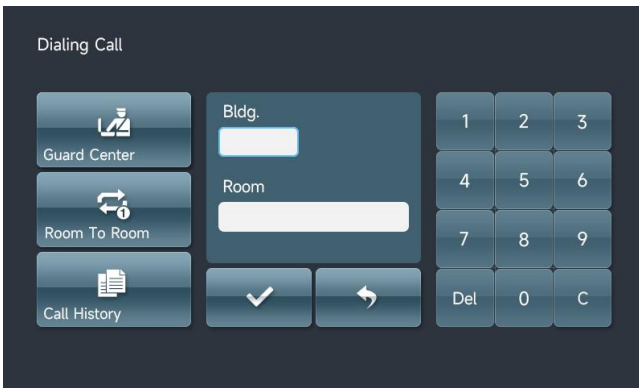 Dialing Call
Guard Center
1
Room To Room
Call History
Bldg.
Room
1 2 3
4 5 6
7 8 9
Del 0 C